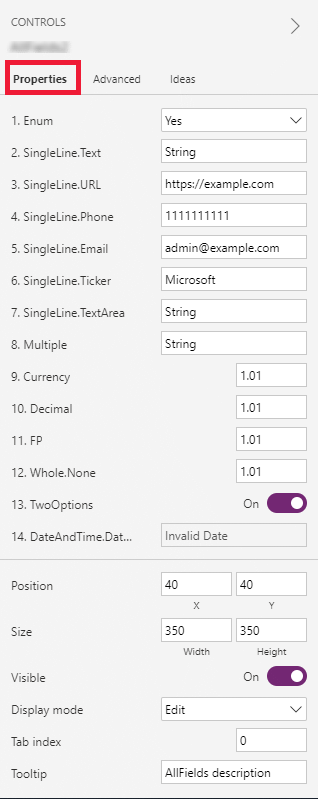 CONTROLS
Properties Advanced Ideas
1. Enum Yes
2. SingleLine.Text String
3. SingleLine.URL https://example.com
4. SingleLine.Phone 1111111111
5. SingleLine.Email admin@example.com
6. SingleLine.Ticker Microsoft
7. SingleLine.TextArea String
8. Multiple String
9. Currency 1.01
10. Decimal 1.01
11. FP 1.01
12. Whole.None 1.01
13. TwoOptions On
14. DateAndTime.Dat... Invalid Date
Position 40 40
X Y
Size 350 350
Width Height
Visible On
Display mode Edit
Tab index 0
Tooltip AllFields description